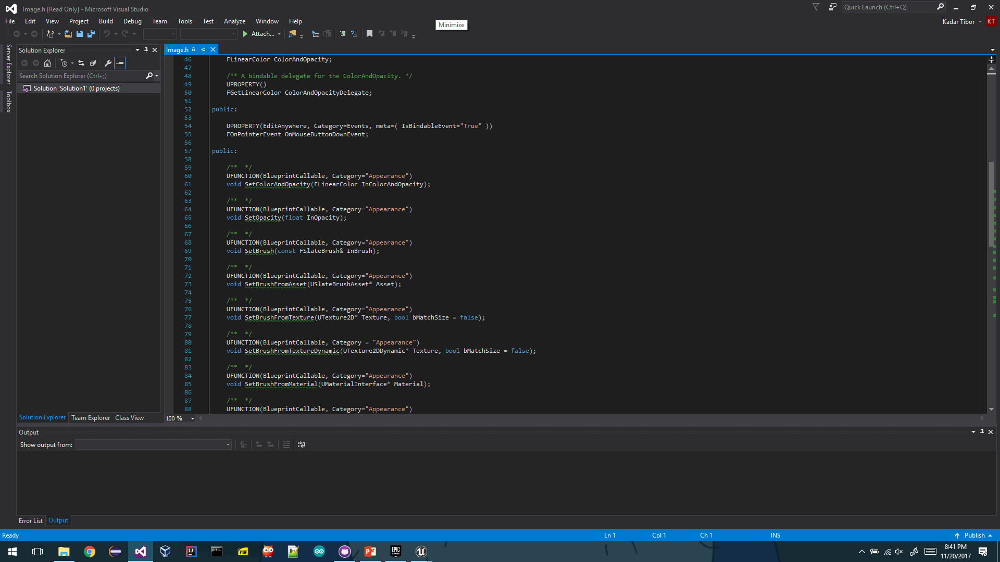 Image.h [Read Only] - Microsoft Visual Studio
Quick Launch (Ctrl+Q)
File Edit View Project Build Debug Team Tools Test Analyze Window Help
Minimize
Kadar Tibor KT
Attach...
Server Explorer
Toolbox
Solution Explorer
Search Solution Explorer (Ctrl+;)
Solution 'Solution1' (0 projects)
Image.h
46 FLinearColor ColorAndOpacity;
47
48 /** A bindable delegate for the ColorAndOpacity. */
49 UPROPERTY()
50 FGetLinearColor ColorAndOpacityDelegate;
51
52 public:
53
54 UPROPERTY(EditAnywhere, Category=Events, meta=( IsBindableEvent="True" ))
55 FOnPointerEvent OnMouseButtonDownEvent;
56
57 public:
58
59 /**  */
60 UFUNCTION(BlueprintCallable, Category="Appearance")
61 void SetColorAndOpacity(FLinearColor InColorAndOpacity);
62
63 /**  */
64 UFUNCTION(BlueprintCallable, Category="Appearance")
65 void SetOpacity(float InOpacity);
66
67 /**  */
68 UFUNCTION(BlueprintCallable, Category="Appearance")
69 void SetBrush(const FSlateBrush& InBrush);
70
71 /**  */
72 UFUNCTION(BlueprintCallable, Category="Appearance")
73 void SetBrushFromAsset(USlateBrushAsset* Asset);
74
75 /**  */
76 UFUNCTION(BlueprintCallable, Category="Appearance")
77 void SetBrushFromTexture(UTexture2D* Texture, bool bMatchSize = false);
78
79 /**  */
80 UFUNCTION(BlueprintCallable, Category = "Appearance")
81 void SetBrushFromTextureDynamic(UTexture2DDynamic* Texture, bool bMatchSize = false);
82
83 /**  */
84 UFUNCTION(BlueprintCallable, Category="Appearance")
85 void SetBrushFromMaterial(UMaterialInterface* Material);
86
87 /**  */
88 UFUNCTION(BlueprintCallable, Category="Appearance")
Solution Explorer Team Explorer Class View
100 %
Output
Show output from:
Error List Output
Ready Ln 1 Col 1 Ch 1 INS Publish
8:41 PM
11/20/2017